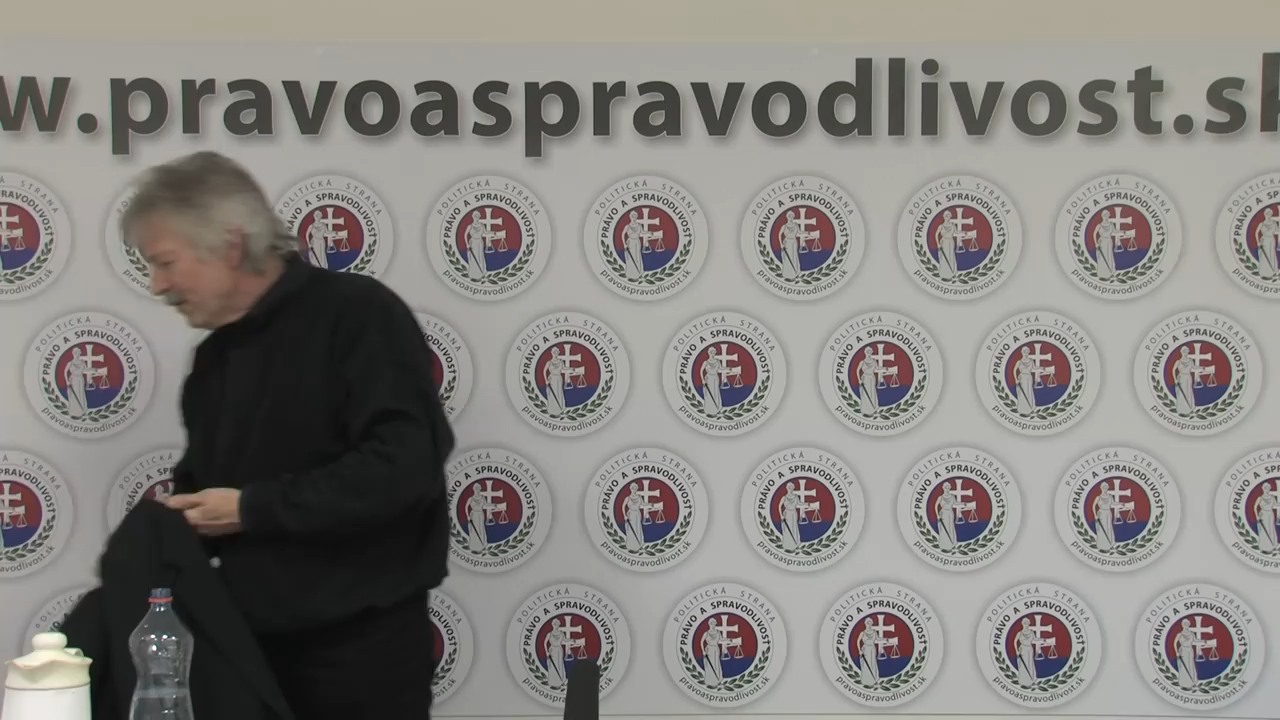 w.pravoaspravodlivost.sk
POLITICKÁ STRANA
PRÁVO A SPRAVODLIVOSŤ
pravoaspravodlivost.sk